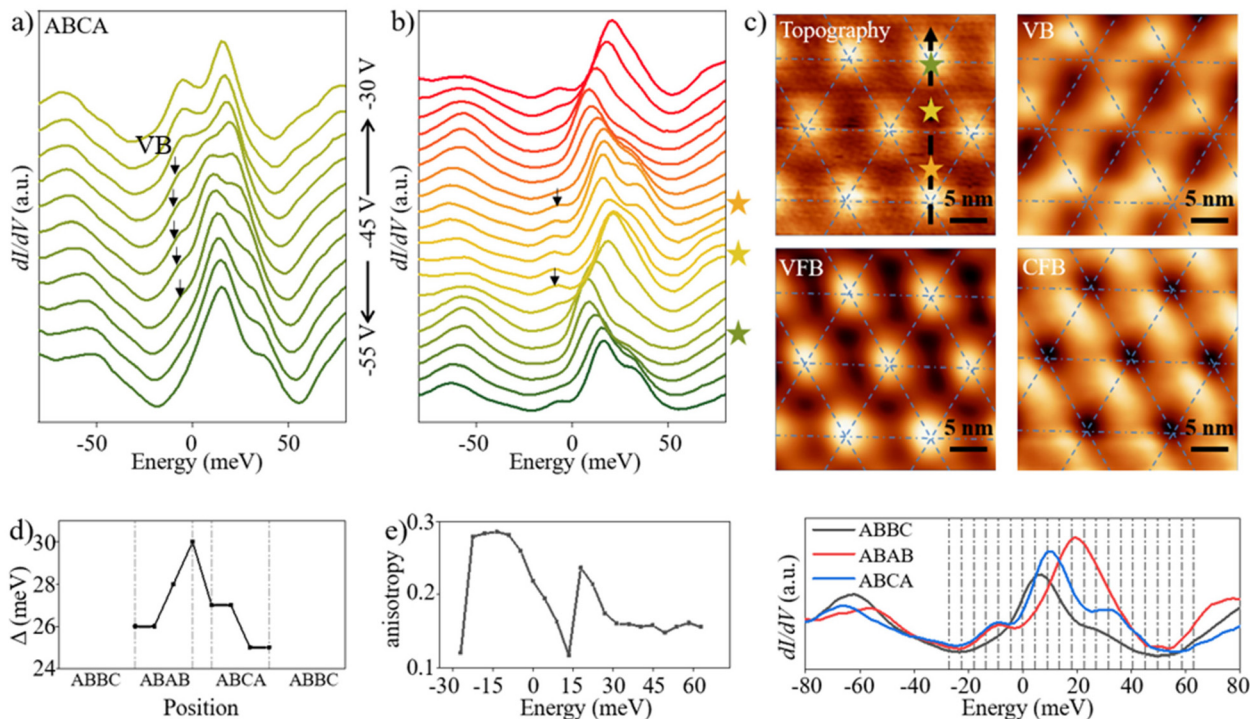 a) ABCA
VB
dI/dV (a.u.)
-50 0 50
Energy (meV)
-30 V
-45 V
-55 V
b)
dI/dV (a.u.)
-50 0 50
Energy (meV)
c)
Topography
5 nm
VB
5 nm
VFB
5 nm
CFB
5 nm
d)
Δ (meV)
30
28
26
24
ABBC ABAB ABCA ABBC
Position
e)
anisotropy
0.3
0.2
0.1
-30 -15 0 15 30 45 60
Energy (meV)
ABBC
ABAB
ABCA
dI/dV (a.u.)
-80 -60 -40 -20 0 20 40 60 80
Energy (meV)